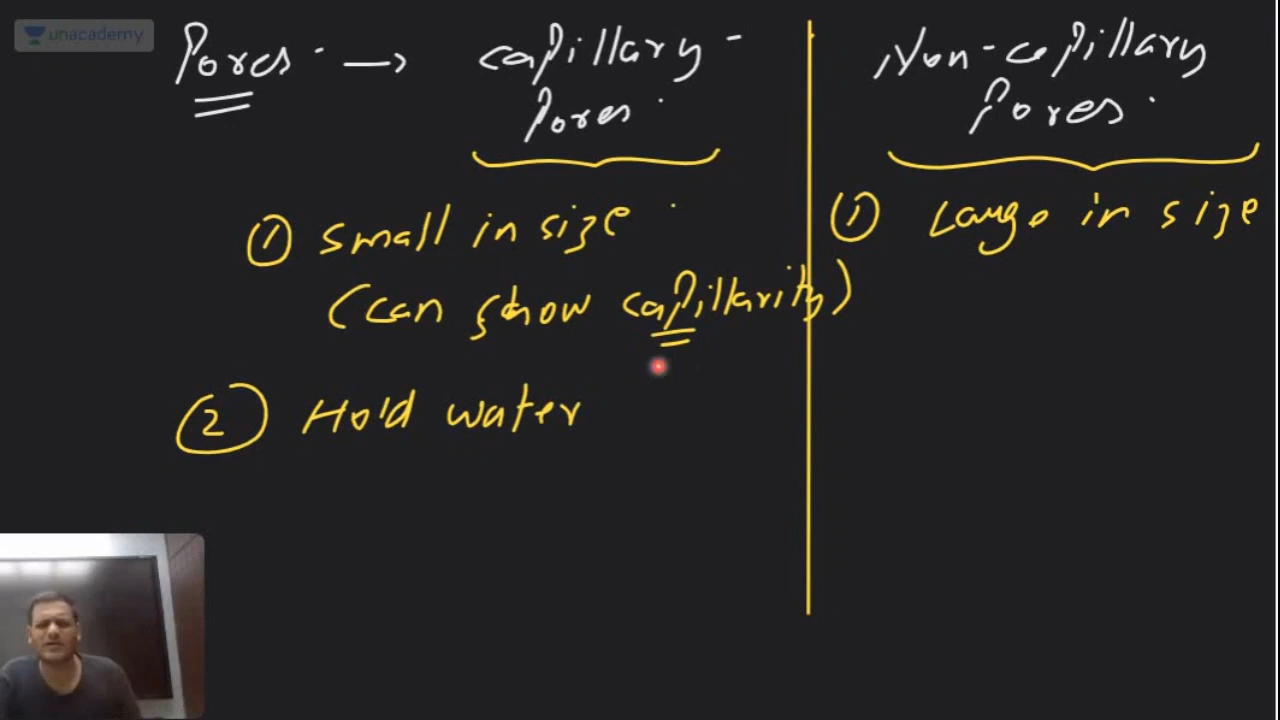 unacademy
Pores → capillary Pores
Non-capillary Pores
① small in size
(can show capillarity)
② Hold water
① Large in size